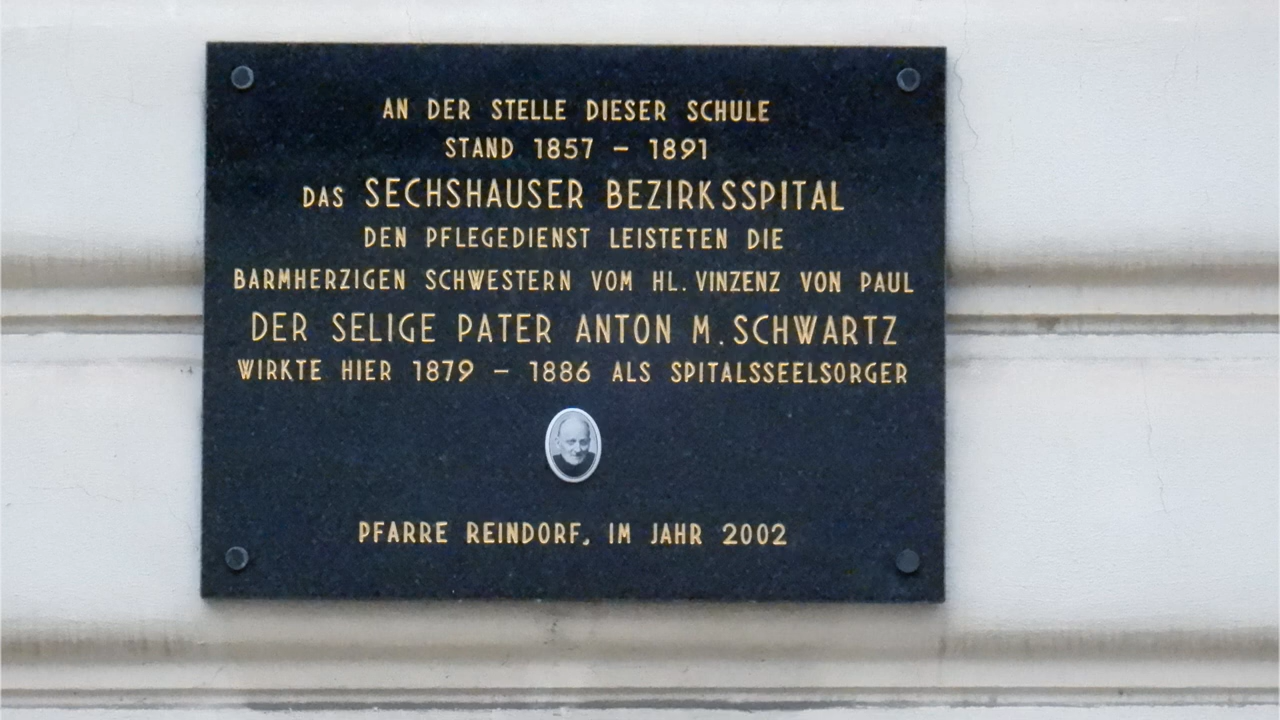 AN DER STELLE DIESER SCHULE
STAND 1857 – 1891
DAS SECHSHAUSER BEZIRKSSPITAL
DEN PFLEGEDIENST LEISTETEN DIE
BARMHERZIGEN SCHWESTERN VOM HL. VINZENZ VON PAUL
DER SELIGE PATER ANTON M. SCHWARTZ
WIRKTE HIER 1879 – 1886 ALS SPITALSSEELSORGER
PFARRE REINDORF, IM JAHR 2002